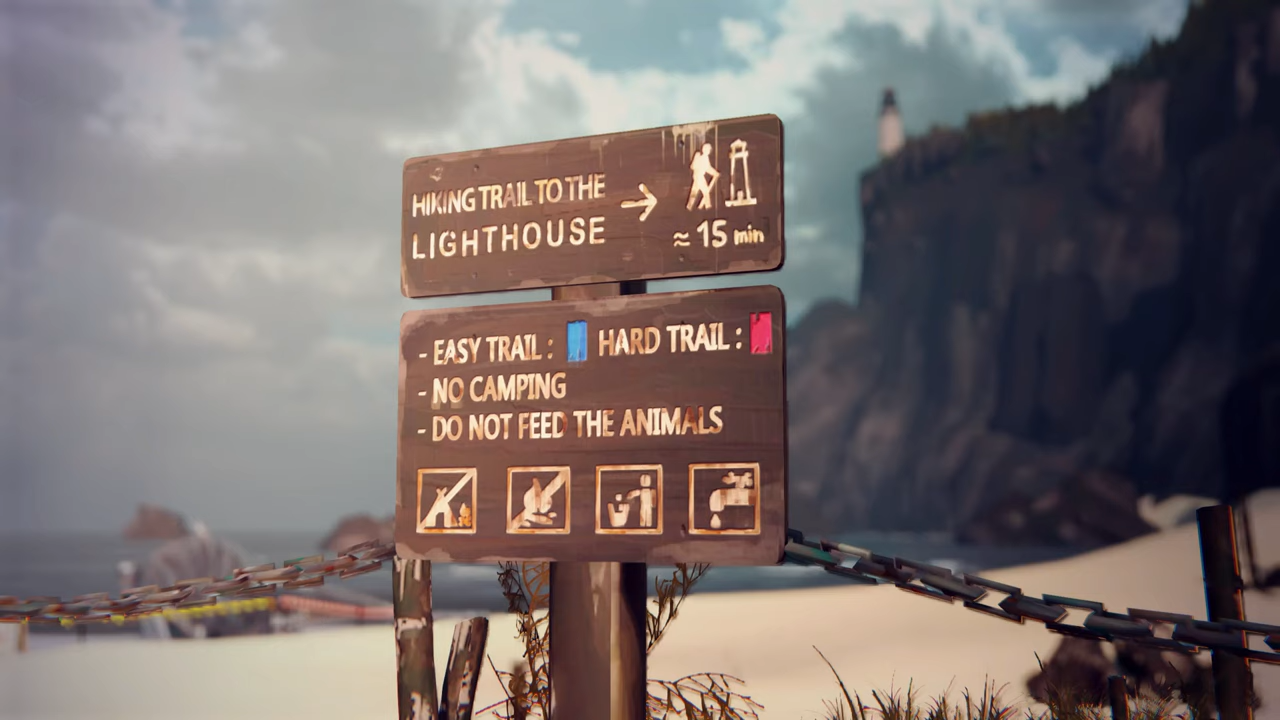 HIKING TRAIL TO THE
LIGHTHOUSE → ≈ 15 min
- EASY TRAIL : HARD TRAIL :
- NO CAMPING
- DO NOT FEED THE ANIMALS